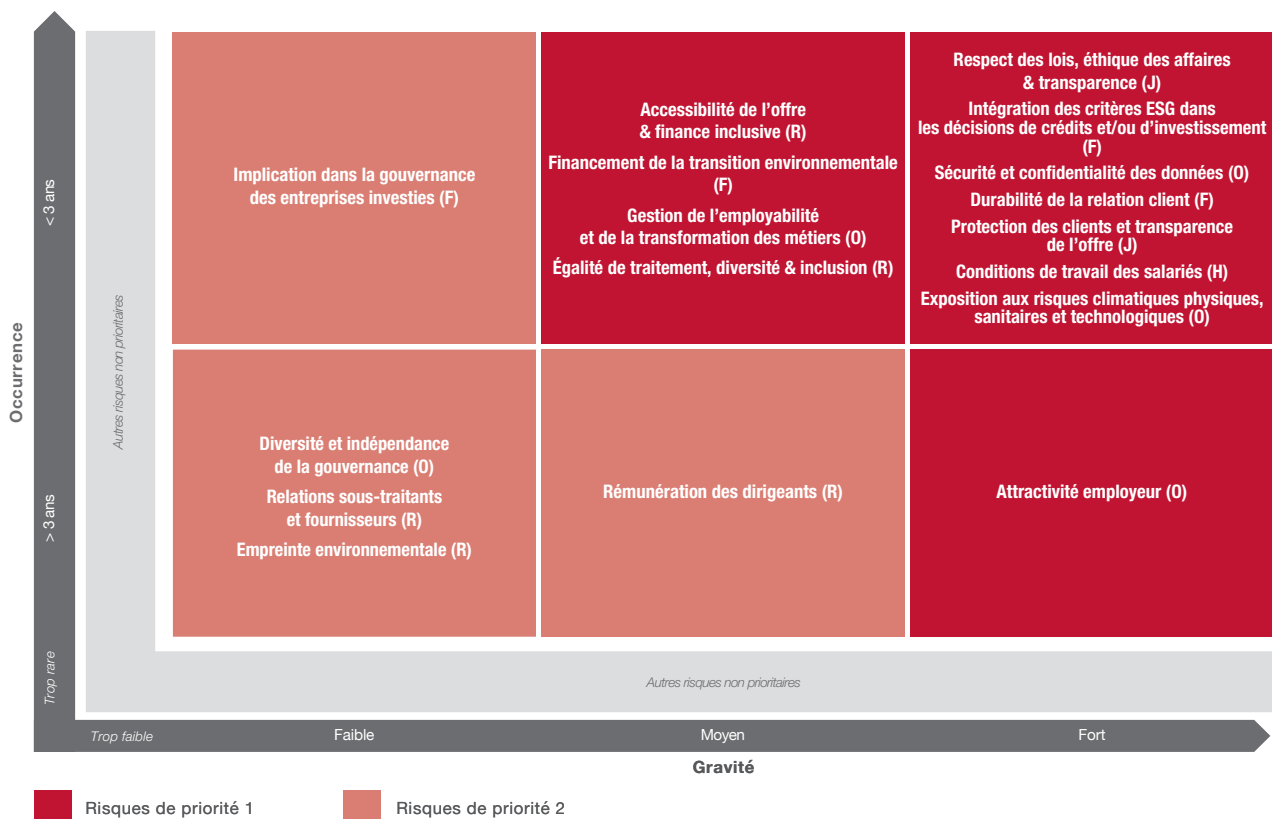 Occurrence
< 3 ans
> 3 ans
Trop rare
Autres risques non prioritaires
Implication dans la gouvernance
des entreprises investies (F)
Accessibilité de l’offre
& finance inclusive (R)
Financement de la transition environnementale
(F)
Gestion de l’employabilité
et de la transformation des métiers (O)
Égalité de traitement, diversité & inclusion (R)
Respect des lois, éthique des affaires
& transparence (J)
Intégration des critères ESG dans
les décisions de crédits et/ou d’investissement
(F)
Sécurité et confidentialité des données (O)
Durabilité de la relation client (F)
Protection des clients et transparence
de l’offre (J)
Conditions de travail des salariés (H)
Exposition aux risques climatiques physiques,
sanitaires et technologiques (O)
Diversité et indépendance
de la gouvernance (O)
Relations sous-traitants
et fournisseurs (R)
Empreinte environnementale (R)
Rémunération des dirigeants (R)
Attractivité employeur (O)
Autres risques non prioritaires
Trop faible
Faible
Moyen
Fort
Gravité
Risques de priorité 1
Risques de priorité 2